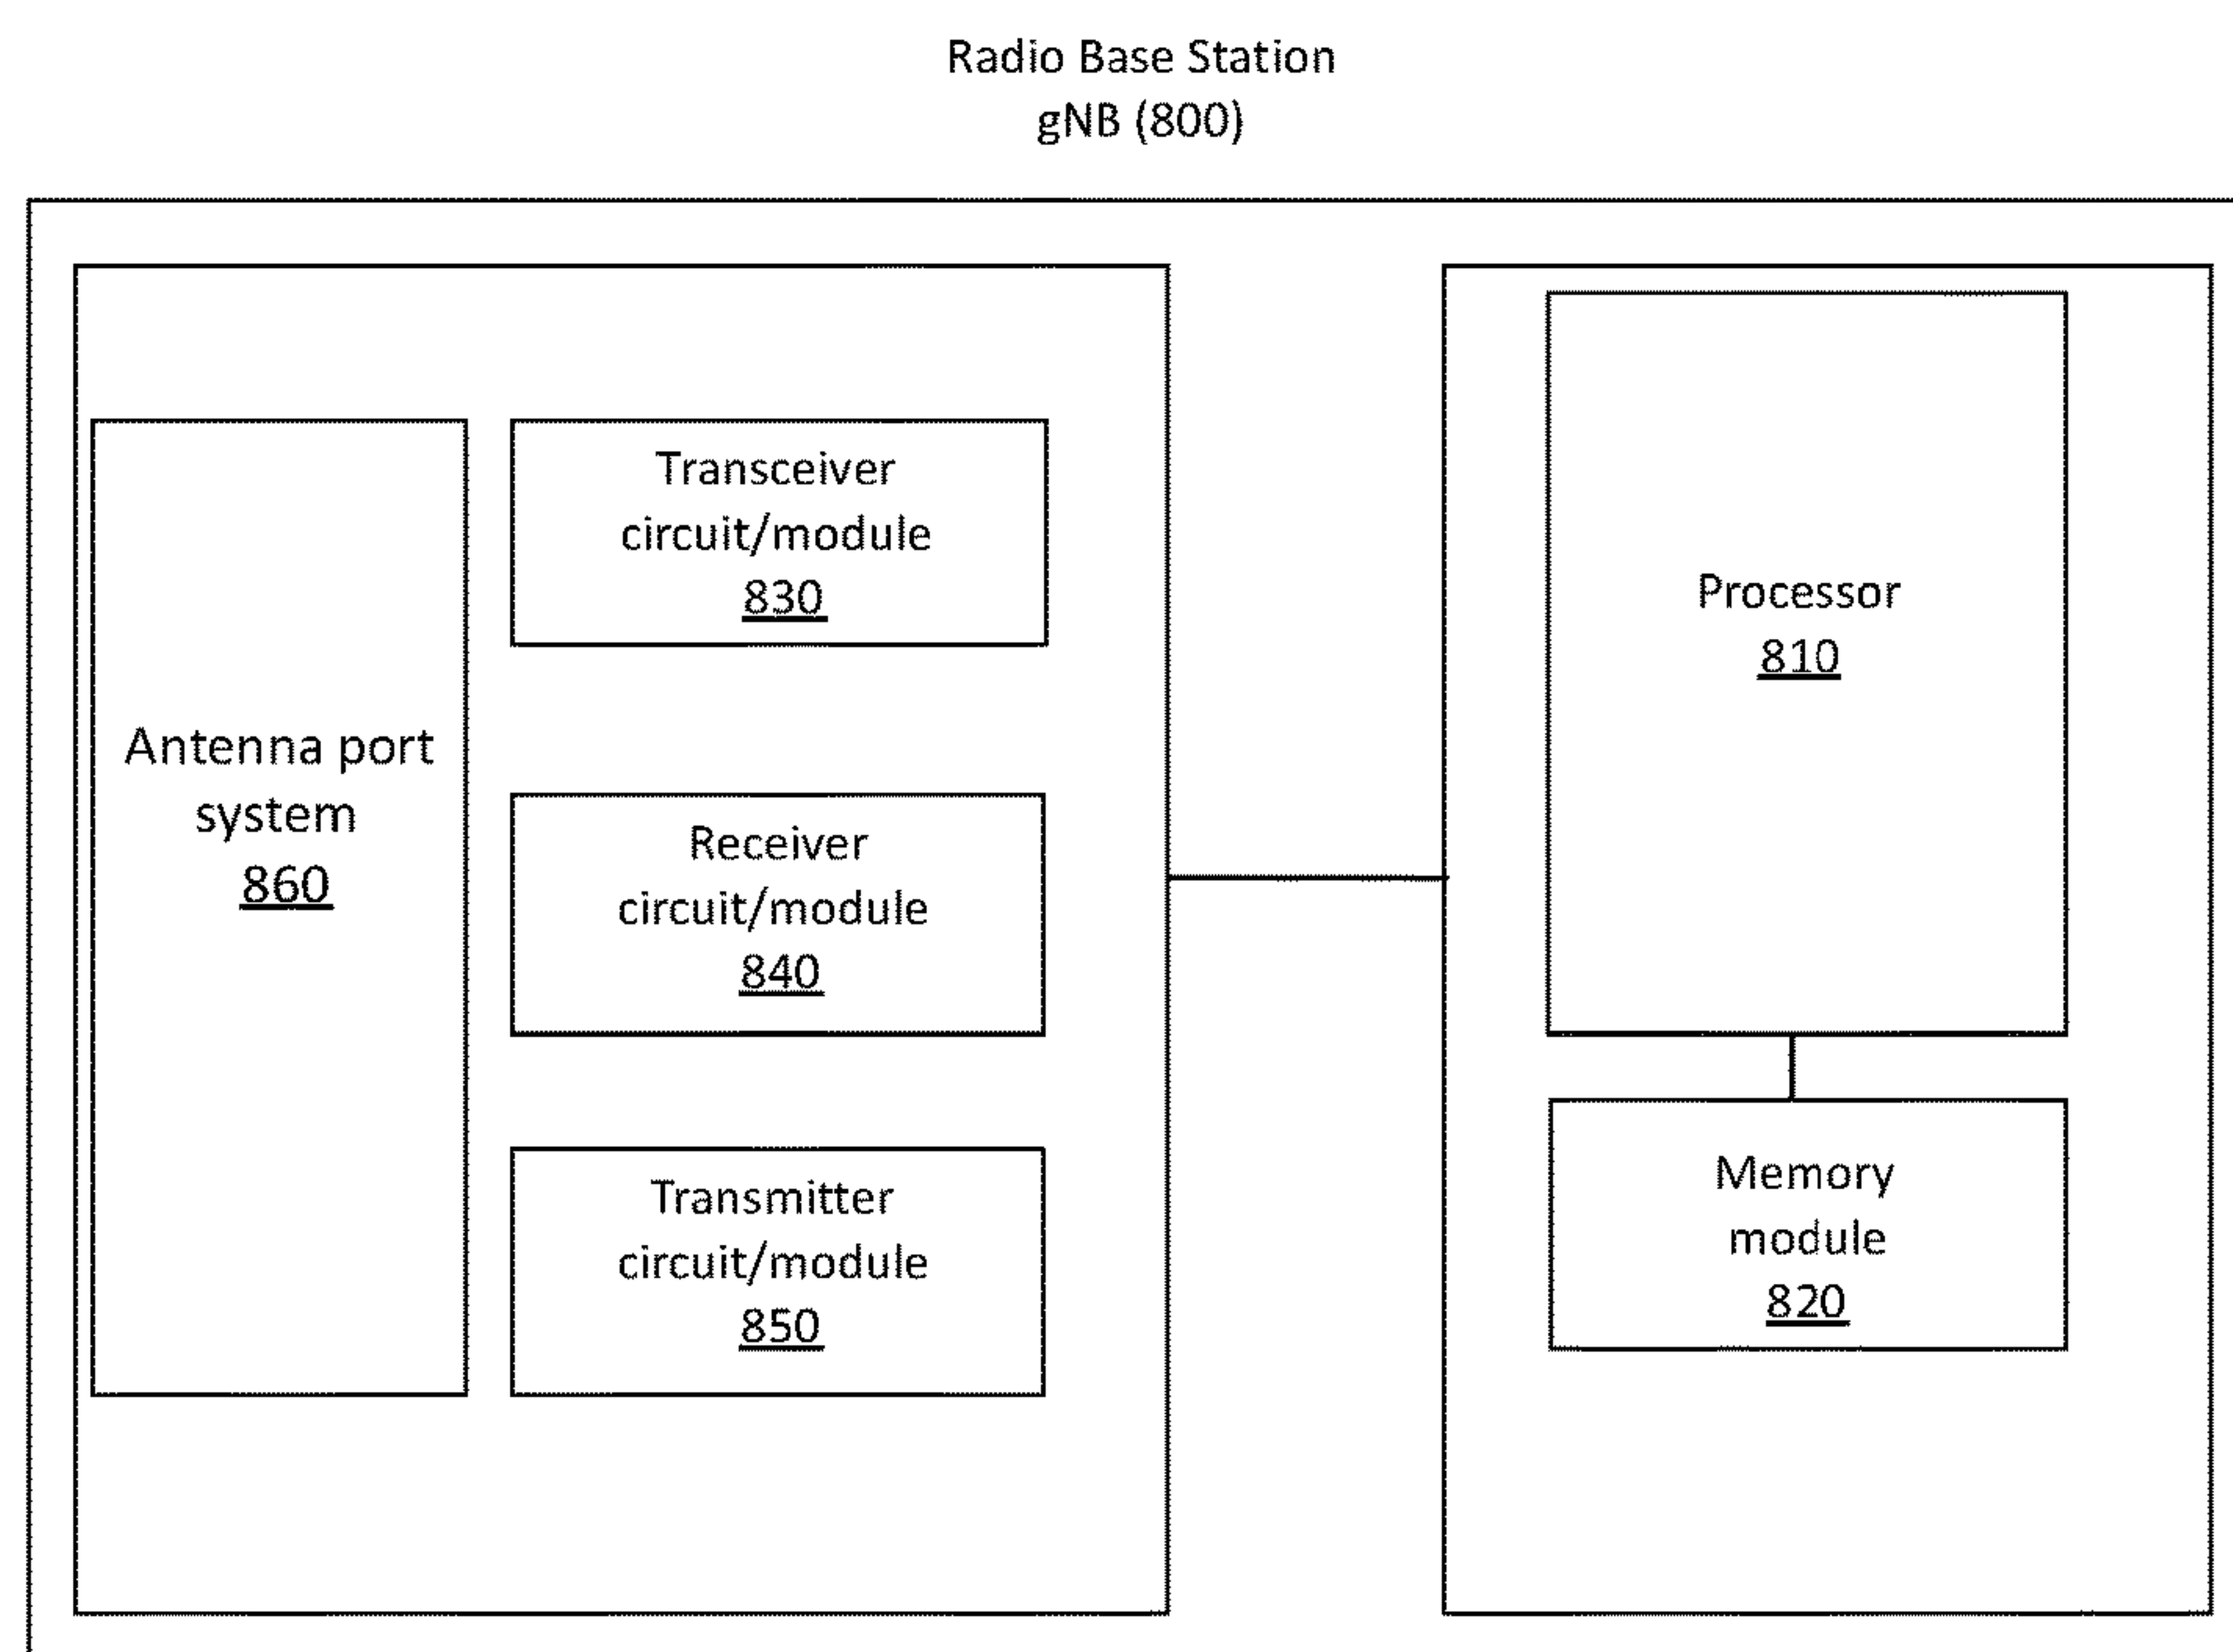 Radio Base Station
gNB (800)
Antenna port
system
860
Transceiver
circuit/module
830
Receiver
circuit/module
840
Transmitter
circuit/module
850
Processor
810
Memory
module
820